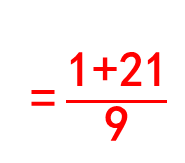 = 1+21
9